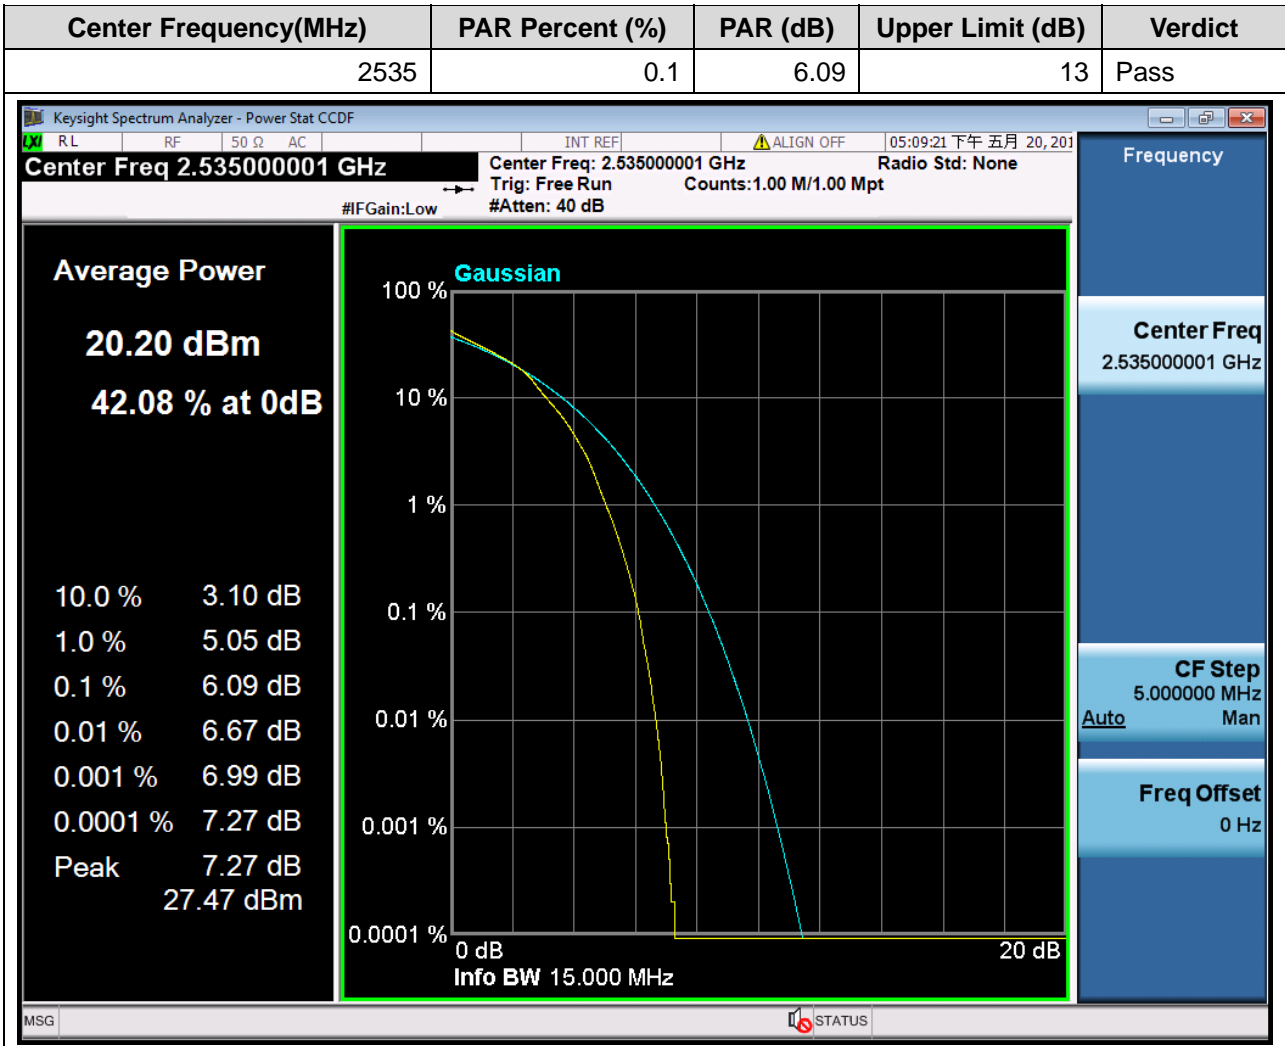 Center Frequency(MHz) PAR Percent (%) PAR (dB) Upper Limit (dB) Verdict
2535 0.1 6.09 13 Pass
Keysight Spectrum Analyzer - Power Stat CCDF
LXI RL RF 50 Ω AC INT REF ALIGN OFF 05:09:21 下午 五月 20, 201
Center Freq 2.535000001 GHz
Center Freq: 2.535000001 GHz Radio Std: None
Trig: Free Run Counts:1.00 M/1.00 Mpt
#IFGain:Low #Atten: 40 dB
Average Power
20.20 dBm
42.08 % at 0dB
10.0 % 3.10 dB
1.0 % 5.05 dB
0.1 % 6.09 dB
0.01 % 6.67 dB
0.001 % 6.99 dB
0.0001 % 7.27 dB
Peak 7.27 dB
27.47 dBm
Gaussian
100 %
10 %
1 %
0.1 %
0.01 %
0.001 %
0.0001 %
0 dB 20 dB
Info BW 15.000 MHz
Frequency
Center Freq
2.535000001 GHz
CF Step
5.000000 MHz
Auto Man
Freq Offset
0 Hz
MSG STATUS